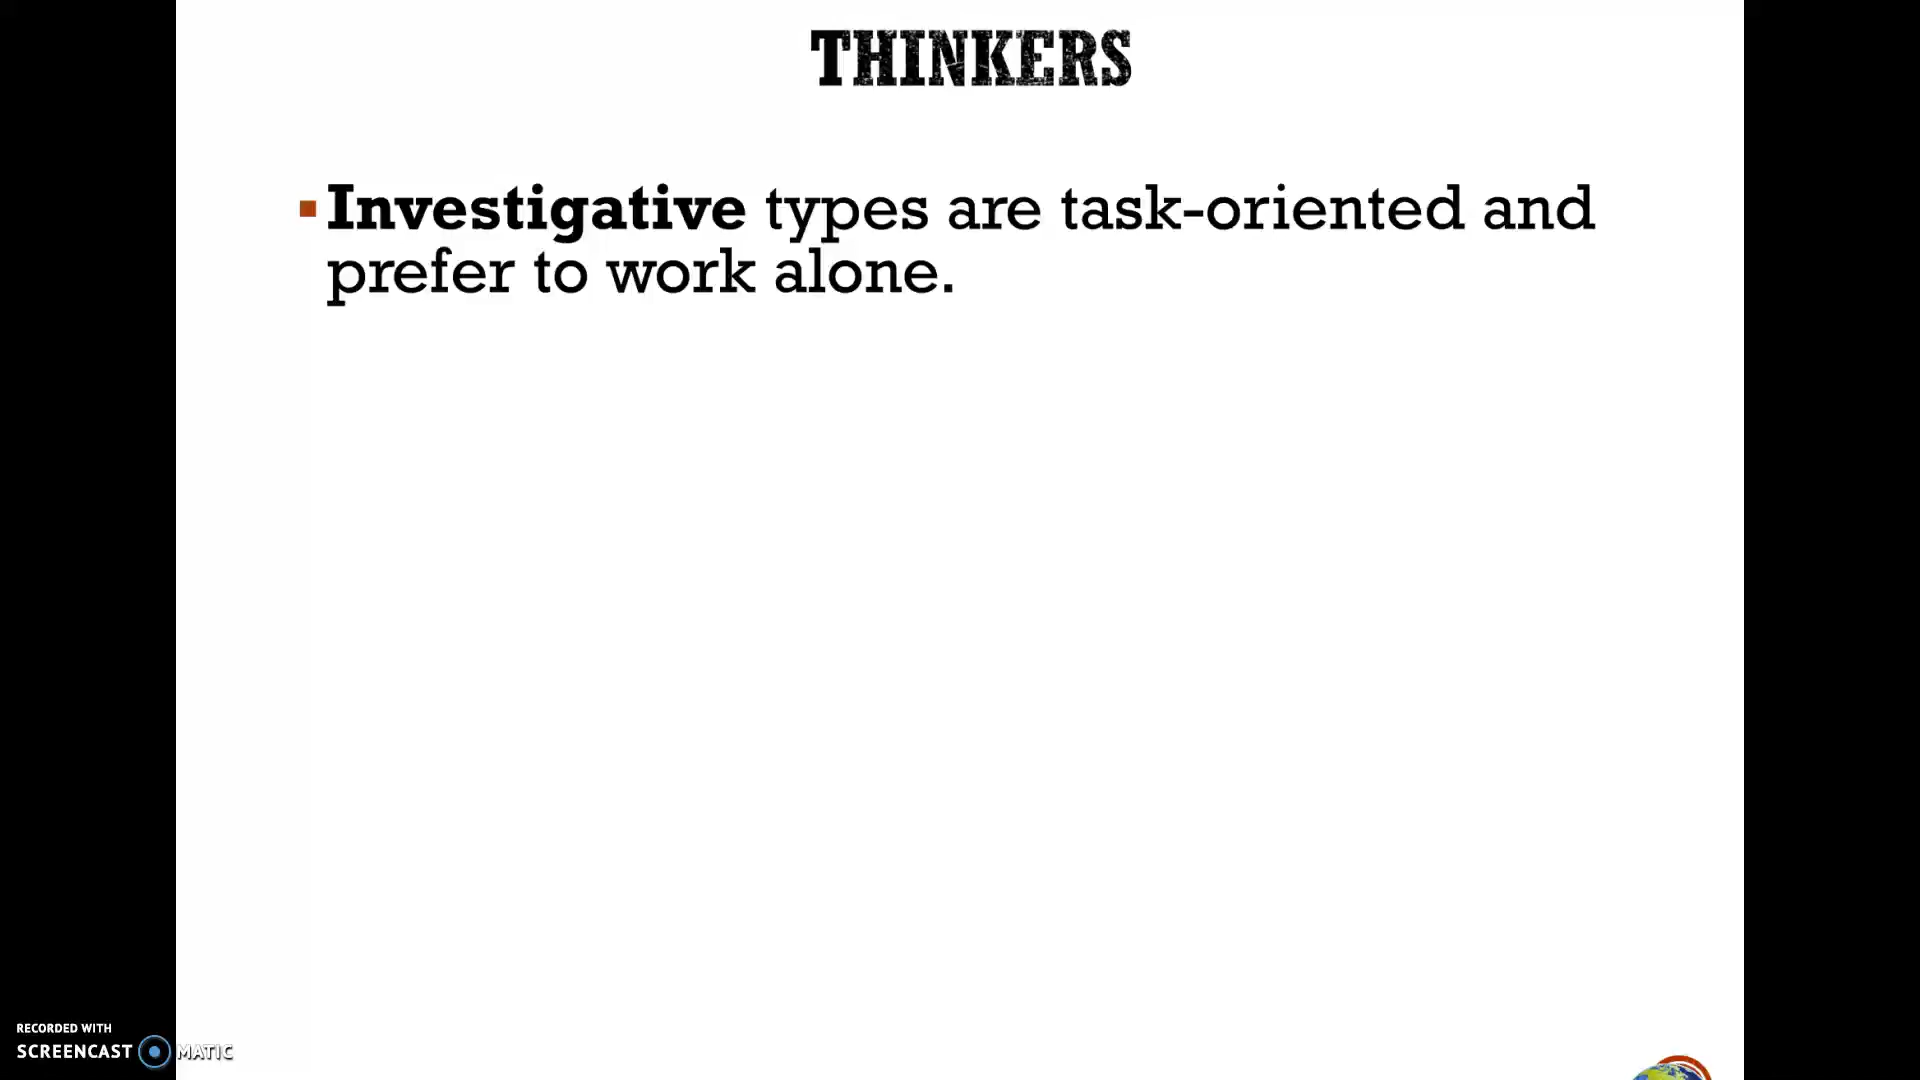 THINKERS
▪Investigative types are task-oriented and
prefer to work alone.
RECORDED WITH
SCREENCAST MATIC